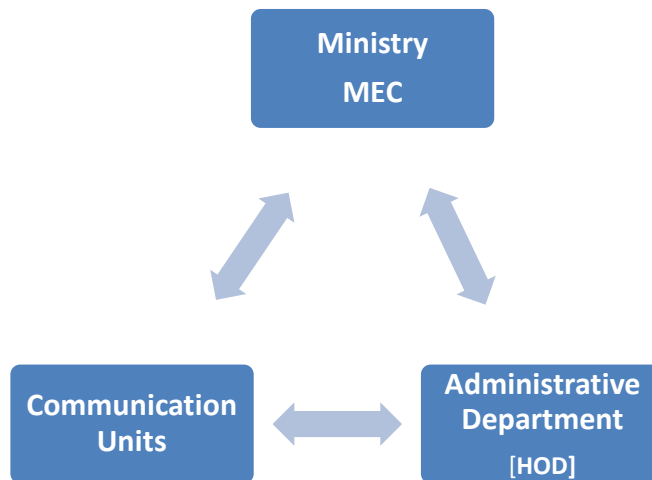 Ministry
MEC
Communication
Units
Administrative
Department
[HOD]